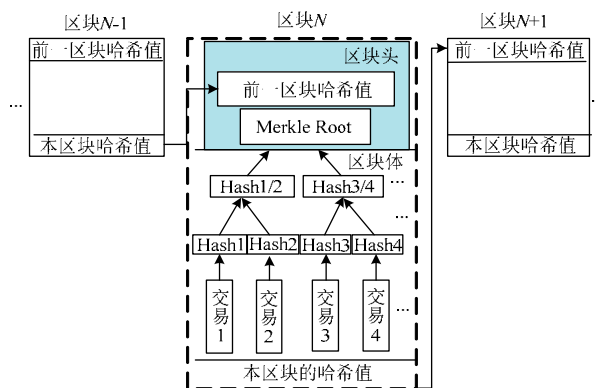 区块N-1
区块N
区块N+1
前一区块哈希值
区块头
前一区块哈希值
前一区块哈希值
...
...
Merkle Root
本区块哈希值
本区块哈希值
区块体
Hash1/2
Hash3/4
...
...
Hash1
Hash2
Hash3
Hash4
交易1
交易2
交易3
交易4
...
本区块的哈希值